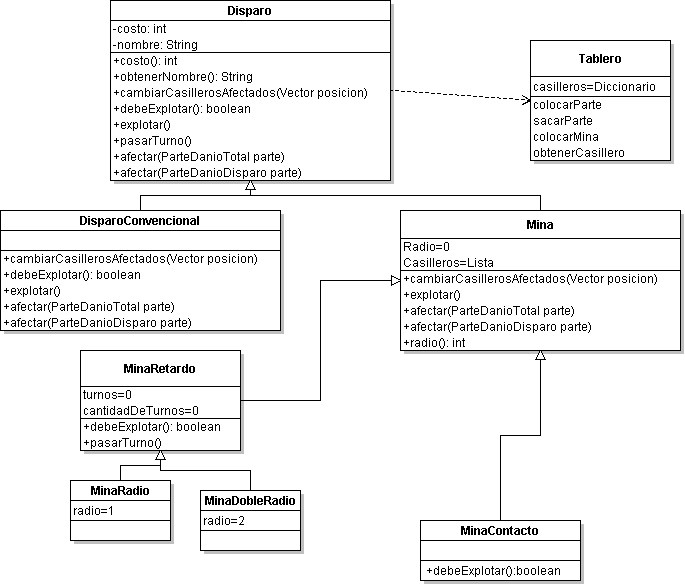 Disparo
-costo: int
-nombre: String
+costo(): int
+obtenerNombre(): String
+cambiarCasillerosAfectados(Vector posicion)
+debeExplotar(): boolean
+explotar()
+pasarTurno()
+afectar(ParteDanioTotal parte)
+afectar(ParteDanioDisparo parte)
Tablero
casilleros=Diccionario
colocarParte
sacarParte
colocarMina
obtenerCasillero
DisparoConvencional
+cambiarCasillerosAfectados(Vector posicion)
+debeExplotar(): boolean
+explotar()
+afectar(ParteDanioTotal parte)
+afectar(ParteDanioDisparo parte)
Mina
Radio=0
Casilleros=Lista
+cambiarCasillerosAfectados(Vector posicion)
+explotar()
+afectar(ParteDanioTotal parte)
+afectar(ParteDanioDisparo parte)
+radio(): int
MinaRetardo
turnos=0
cantidadDeTurnos=0
+debeExplotar(): boolean
+pasarTurno()
MinaRadio
radio=1
MinaDobleRadio
radio=2
MinaContacto
+debeExplotar():boolean